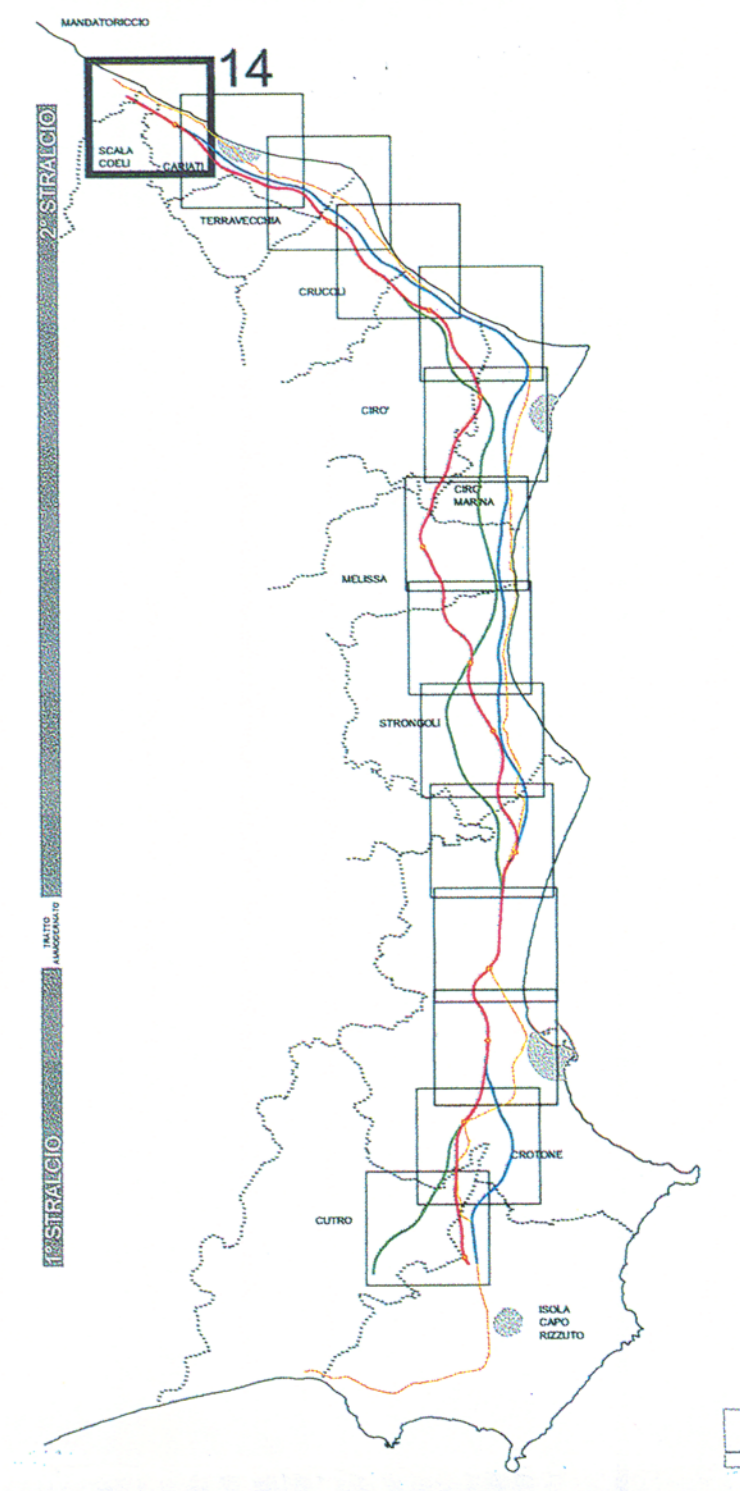 MANDATORICCIO
14
SCALA
COELI
CARIATI
TERRAVECCHIA
CRUCOLI
CIRO'
CIRO'
MARINA
MELISSA
STRONGOLI
CROTONE
CUTRO
ISOLA
CAPO
RIZZUTO
2° STRALCIO
TRATTO
AMMODERNATO
1° STRALCIO